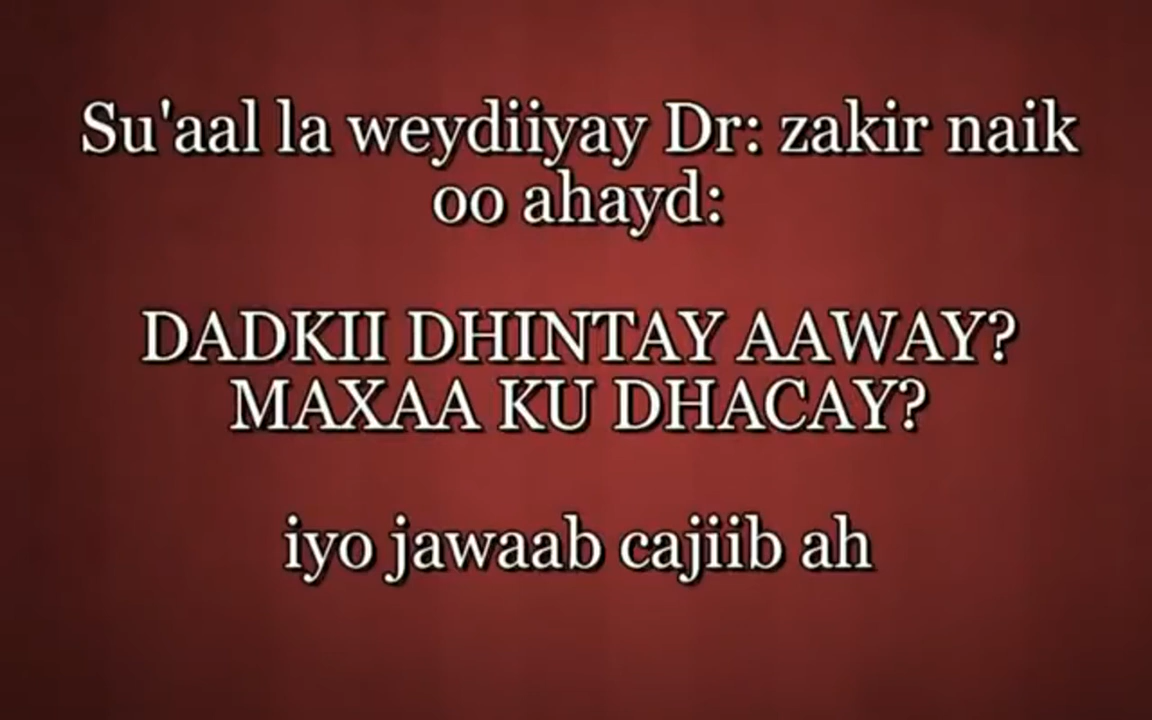 Su'aal la weydiiyay Dr: zakir naik
oo ahayd:
DADKII DHINTAY AAWAY?
MAXAA KU DHACAY?
iyo jawaab cajiib ah